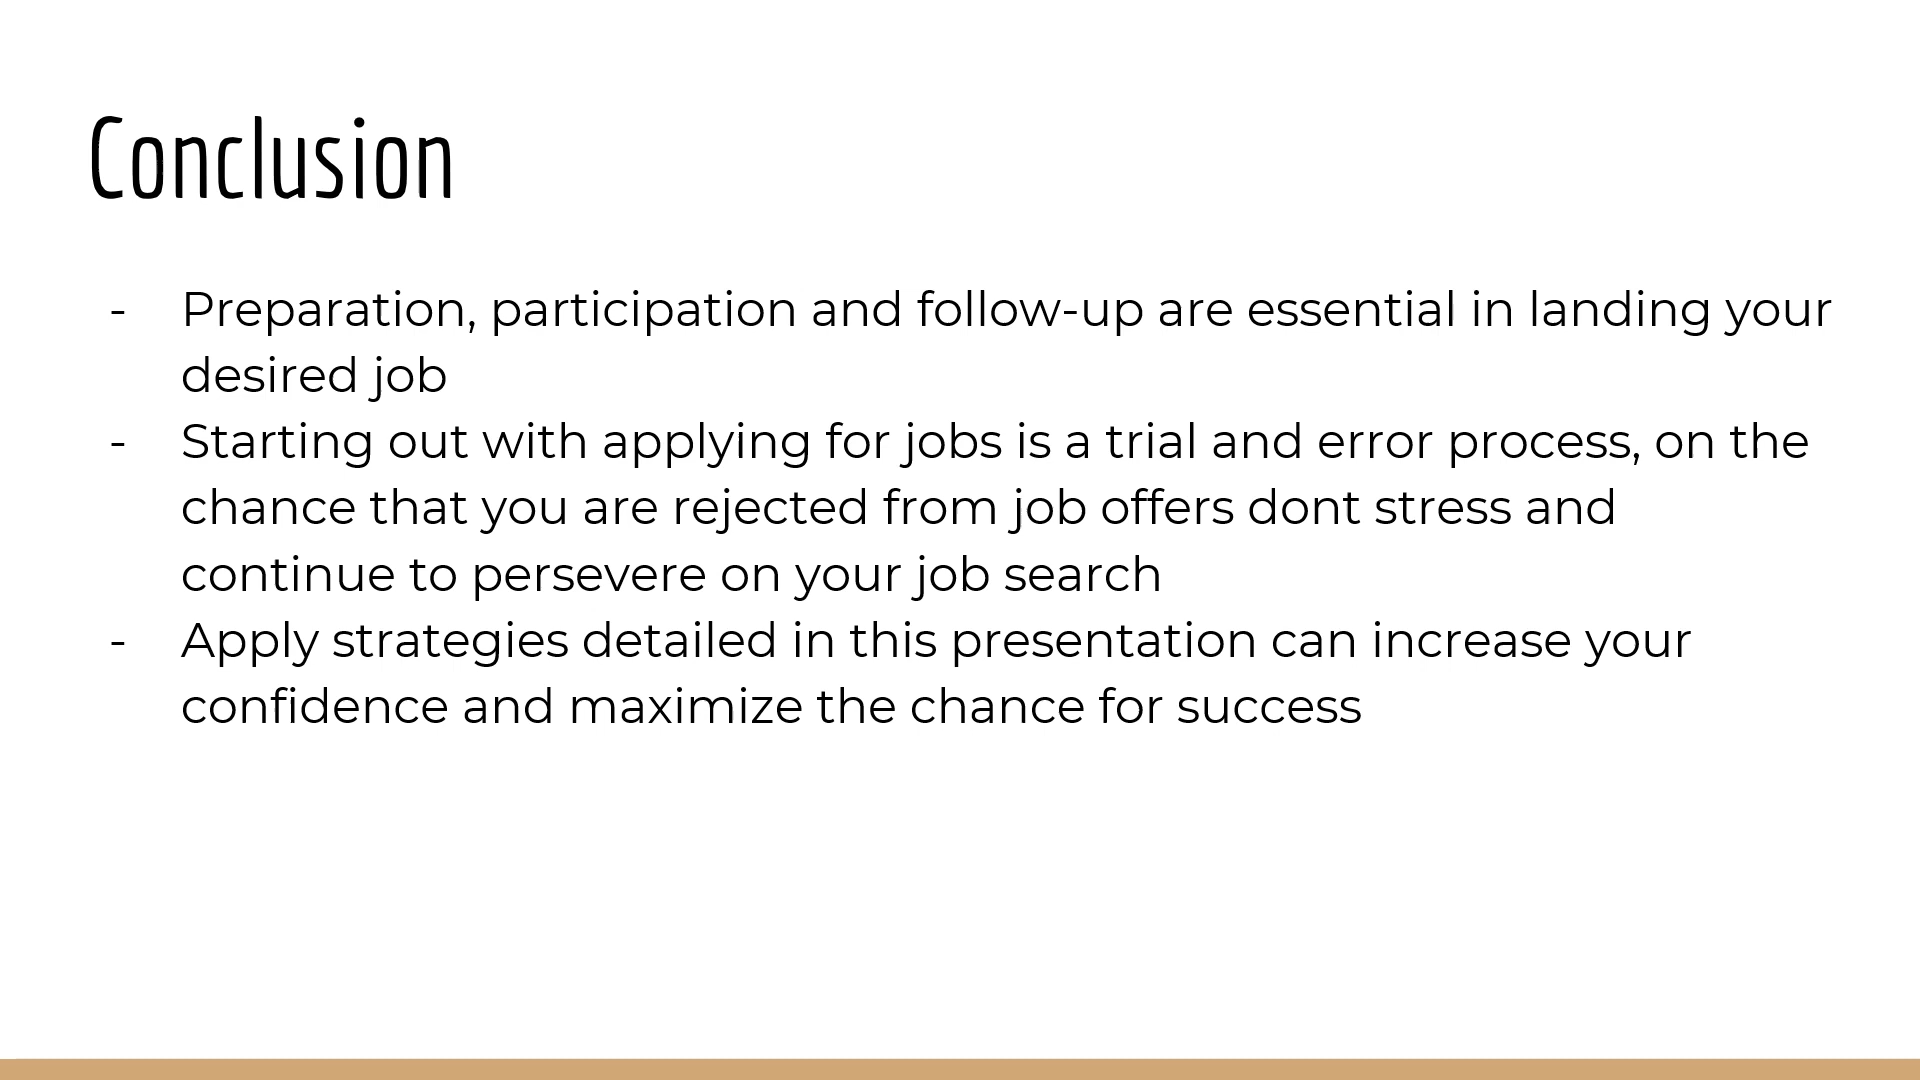 Conclusion
- Preparation, participation and follow-up are essential in landing your
desired job
- Starting out with applying for jobs is a trial and error process, on the
chance that you are rejected from job offers dont stress and
continue to persevere on your job search
- Apply strategies detailed in this presentation can increase your
confidence and maximize the chance for success